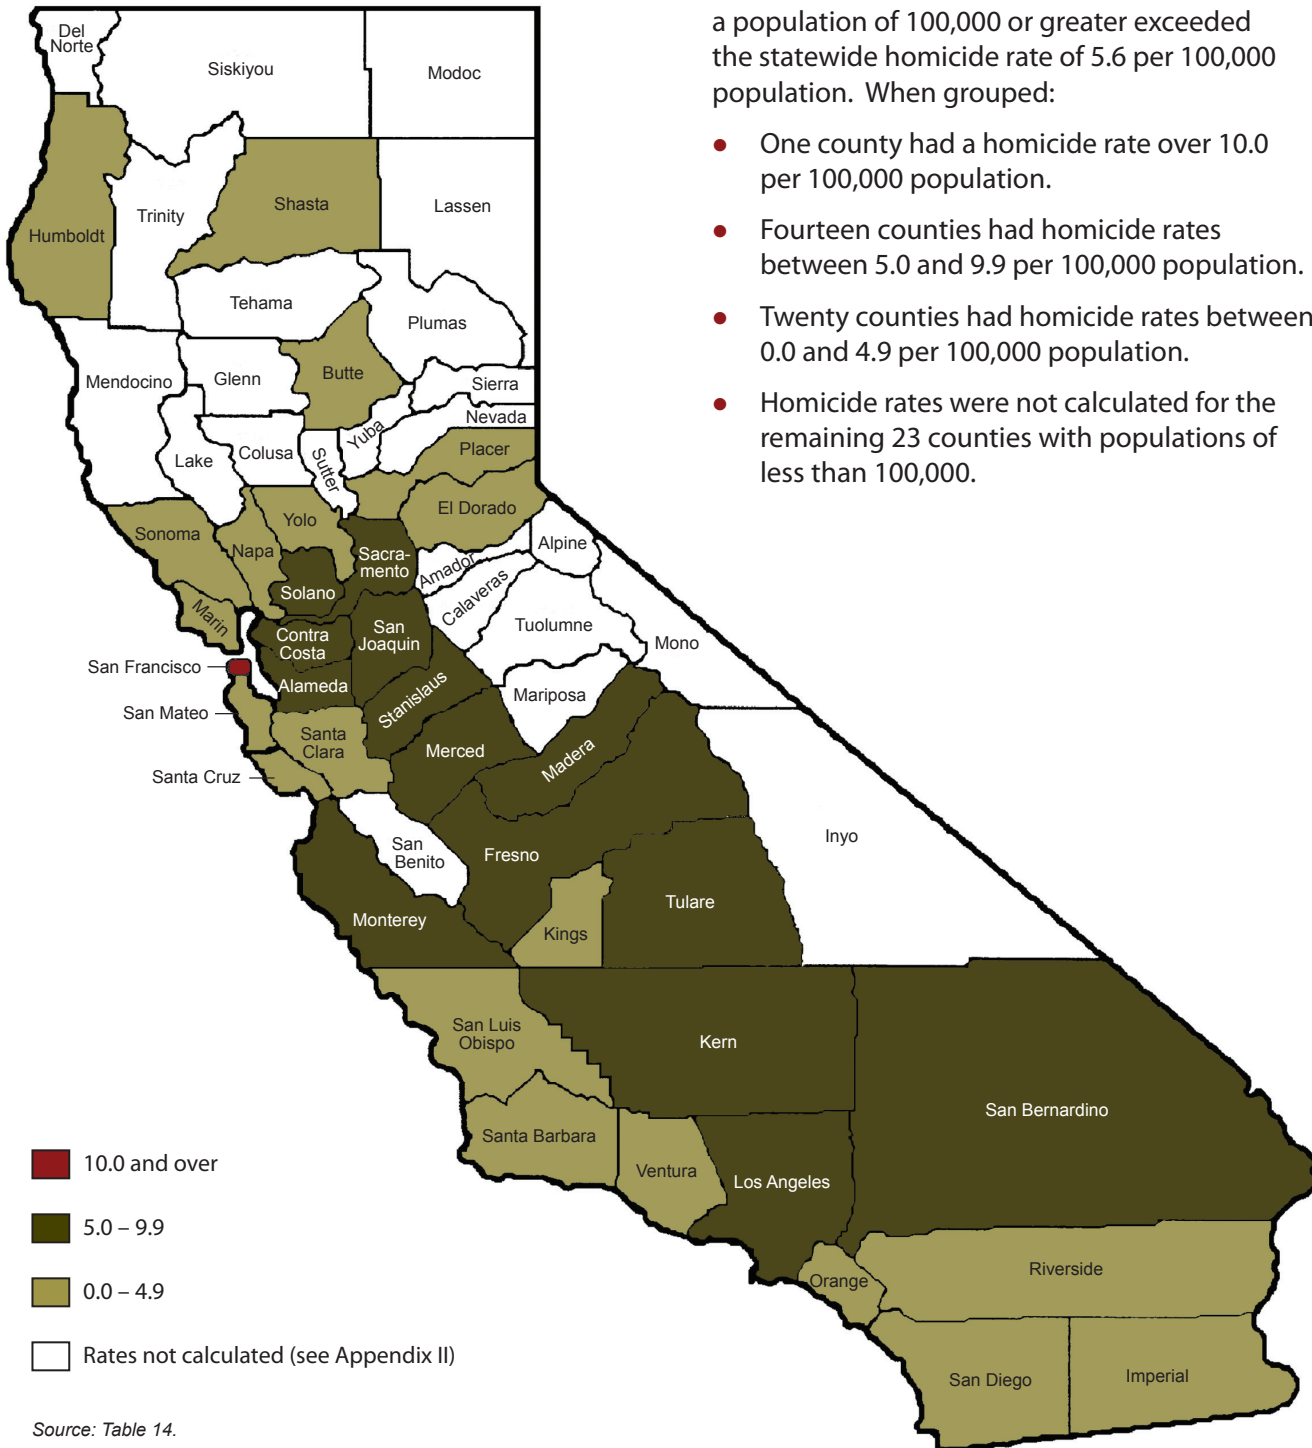 a population of 100,000 or greater exceeded
the statewide homicide rate of 5.6 per 100,000
population. When grouped:
• One county had a homicide rate over 10.0
per 100,000 population.
• Fourteen counties had homicide rates
between 5.0 and 9.9 per 100,000 population.
• Twenty counties had homicide rates between
0.0 and 4.9 per 100,000 population.
• Homicide rates were not calculated for the
remaining 23 counties with populations of
less than 100,000.
Del
Norte
Siskiyou
Modoc
Humboldt
Trinity
Shasta
Lassen
Tehama
Plumas
Mendocino
Glenn
Butte
Sierra
Nevada
Yuba
Placer
Lake
Colusa
Sutter
El Dorado
Sonoma
Napa
Yolo
Sacra-
mento
Amador
Alpine
Solano
Calaveras
Marin
Contra
Costa
San
Joaquin
Tuolumne
Mono
San Francisco
Alameda
Stanislaus
Mariposa
San Mateo
Santa
Clara
Merced
Madera
Santa Cruz
San
Benito
Fresno
Inyo
Monterey
Kings
Tulare
San Luis
Obispo
Kern
San Bernardino
Santa Barbara
Ventura
Los Angeles
Orange
Riverside
San Diego
Imperial
10.0 and over
5.0 – 9.9
0.0 – 4.9
Rates not calculated (see Appendix II)
Source: Table 14.